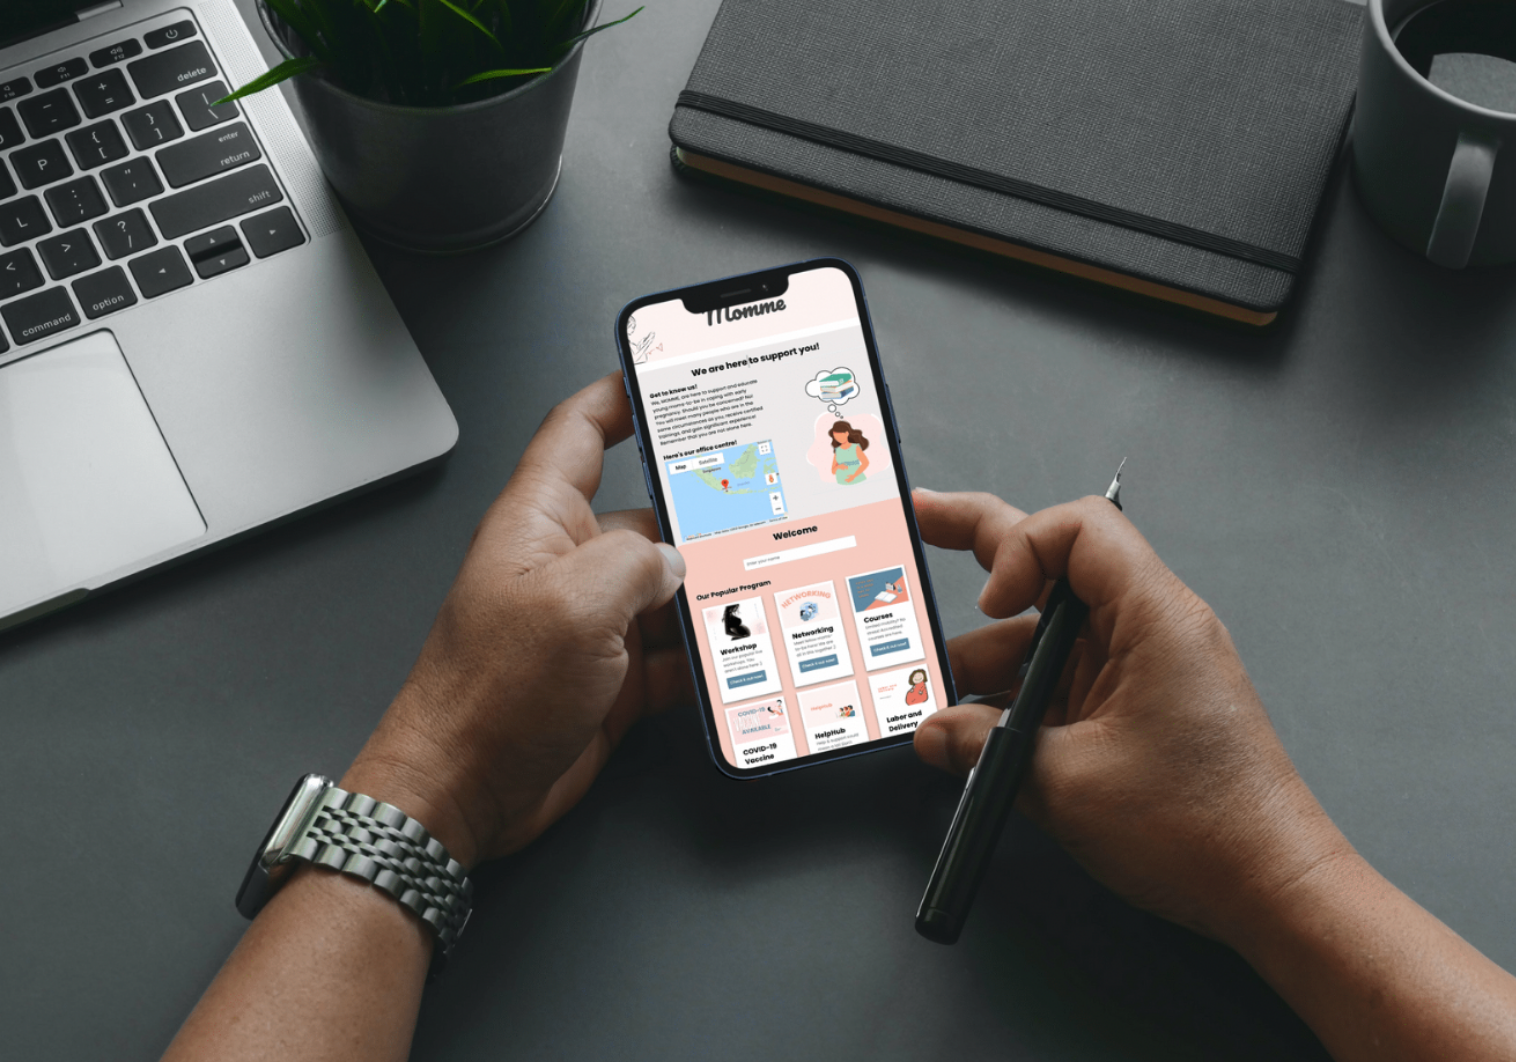 delete
enter
return
P
L
shift
command
option
Momme
We are here to support you!
Get to know us!
We, MOMME, are here to support and educate
young moms-to-be in coping with early
pregnancy. Should you be concerned? No!
You will meet many people who are in the
same circumstances as you, receive certified
trainings, and gain significant experience!
Remember that you are not alone here.
Here's our office centre!
Map
Satellite
Welcome
Enter your name
Our Popular Program
NETWORKING
Workshop
Networking
Courses
Check it out now!
Check it out now!
Check it out now!
COVID-19
AVAILABLE
HelpHub
COVID-19
Vaccine
HelpHub
Labor and
Delivery